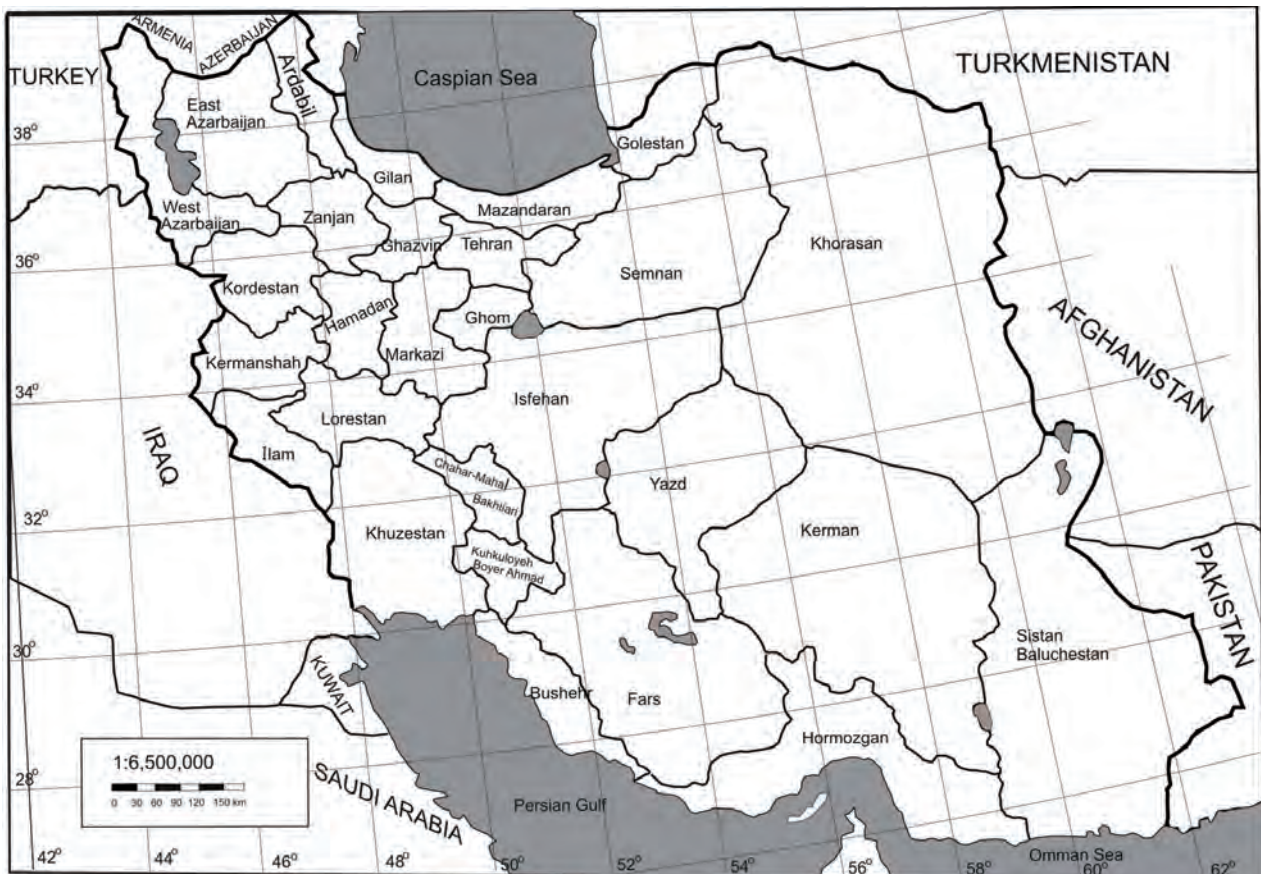 ARMENIA
AZERBAIJAN
TURKEY
Ardabil
Caspian Sea
TURKMENISTAN
East
Azarbaijan
38°
Golestan
Gilan
West
Azarbaijan
Zanjan
Mazandaran
Ghazvin
Tehran
Khorasan
36°
Semnan
Kordestan
Hamadan
Ghom
AFGHANISTAN
Kermanshah
Markazi
34°
Isfehan
Lorestan
IRAQ
Ilam
Chahar-Mahal
Bakhtiari
Yazd
32°
Khuzestan
Kerman
Kuhkuloyeh
Boyer Ahmad
PAKISTAN
30°
Sistan
Baluchestan
KUWAIT
Bushehr
Fars
Hormozgan
1:6,500,000
0 30 60 90 120 150 km
28°
SAUDI ARABIA
Persian Gulf
Omman Sea
42° 44° 46° 48° 50° 52° 54° 56° 58° 60° 62°